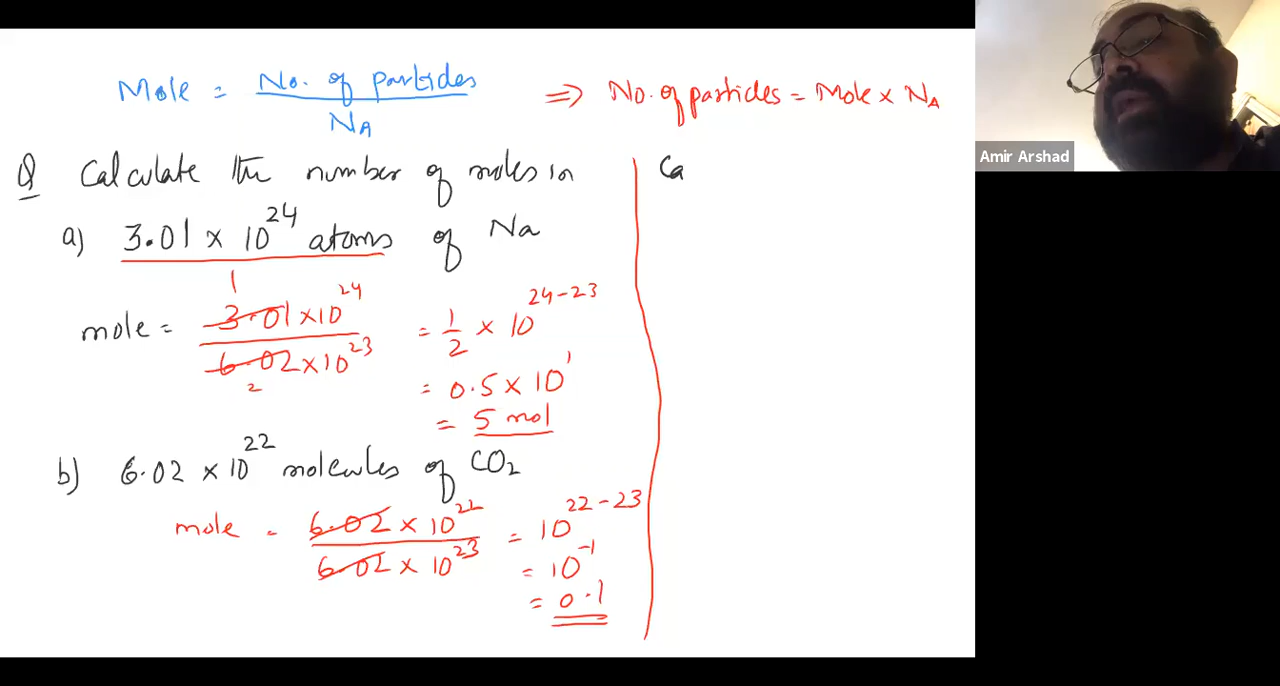 Mole = No. of particles / NA
⇒ No. of particles = Mole × NA
Q Calculate the number of moles in
a) 3.01 × 10^24 atoms of Na
mole = 3.01 × 10^24 / 6.02 × 10^23 = 1/2 × 10^24-23
1
2
= 0.5 × 10^1
= 5 mol
b) 6.02 × 10^22 molecules of CO2
mole = 6.02 × 10^22 / 6.02 × 10^23 = 10^22-23
= 10^-1
= 0.1
Ca
Amir Arshad